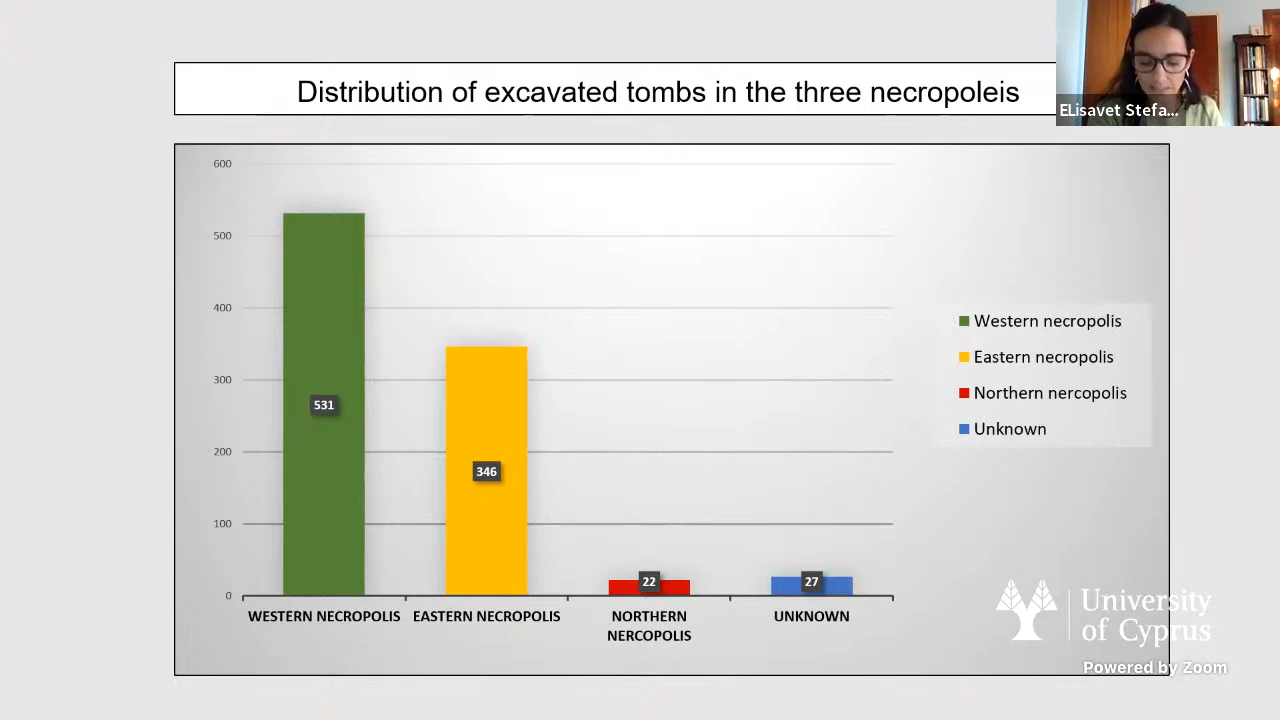 Distribution of excavated tombs in the three necropoleis
ELisavet Stefa...
600
500
400
300
200
100
0
531
346
22
27
WESTERN NECROPOLIS
EASTERN NECROPOLIS
NORTHERN
NERCOPOLIS
UNKNOWN
Western necropolis
Eastern necropolis
Northern nercopolis
Unknown
University
of Cyprus
Powered by Zoom